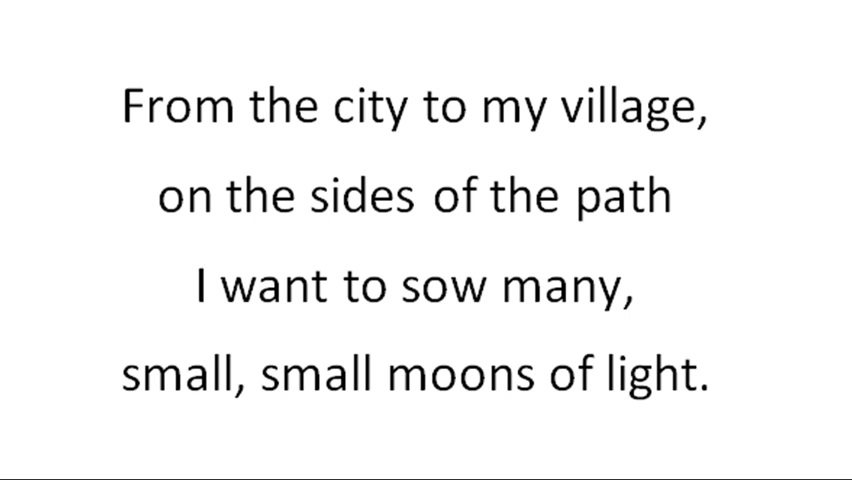 From the city to my village,
on the sides of the path
I want to sow many,
small, small moons of light.